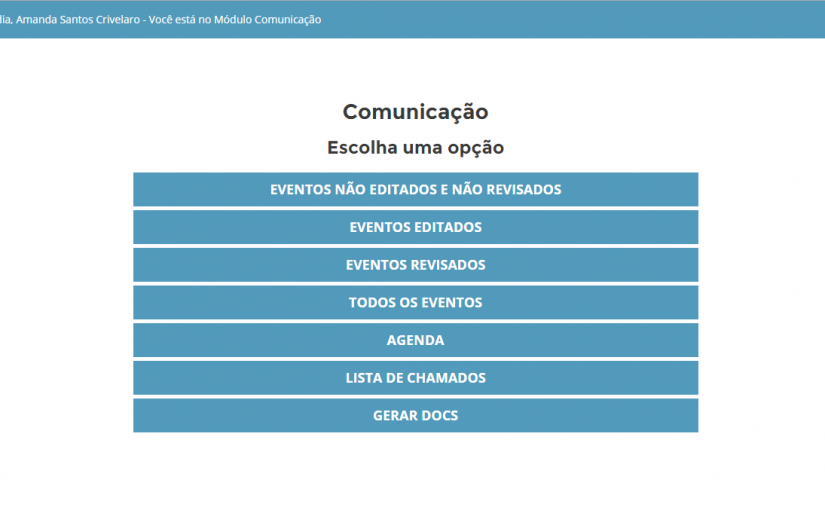 dia, Amanda Santos Crivelaro - Você está no Módulo Comunicação
Comunicação
Escolha uma opção
EVENTOS NÃO EDITADOS E NÃO REVISADOS
EVENTOS EDITADOS
EVENTOS REVISADOS
TODOS OS EVENTOS
AGENDA
LISTA DE CHAMADOS
GERAR DOCS